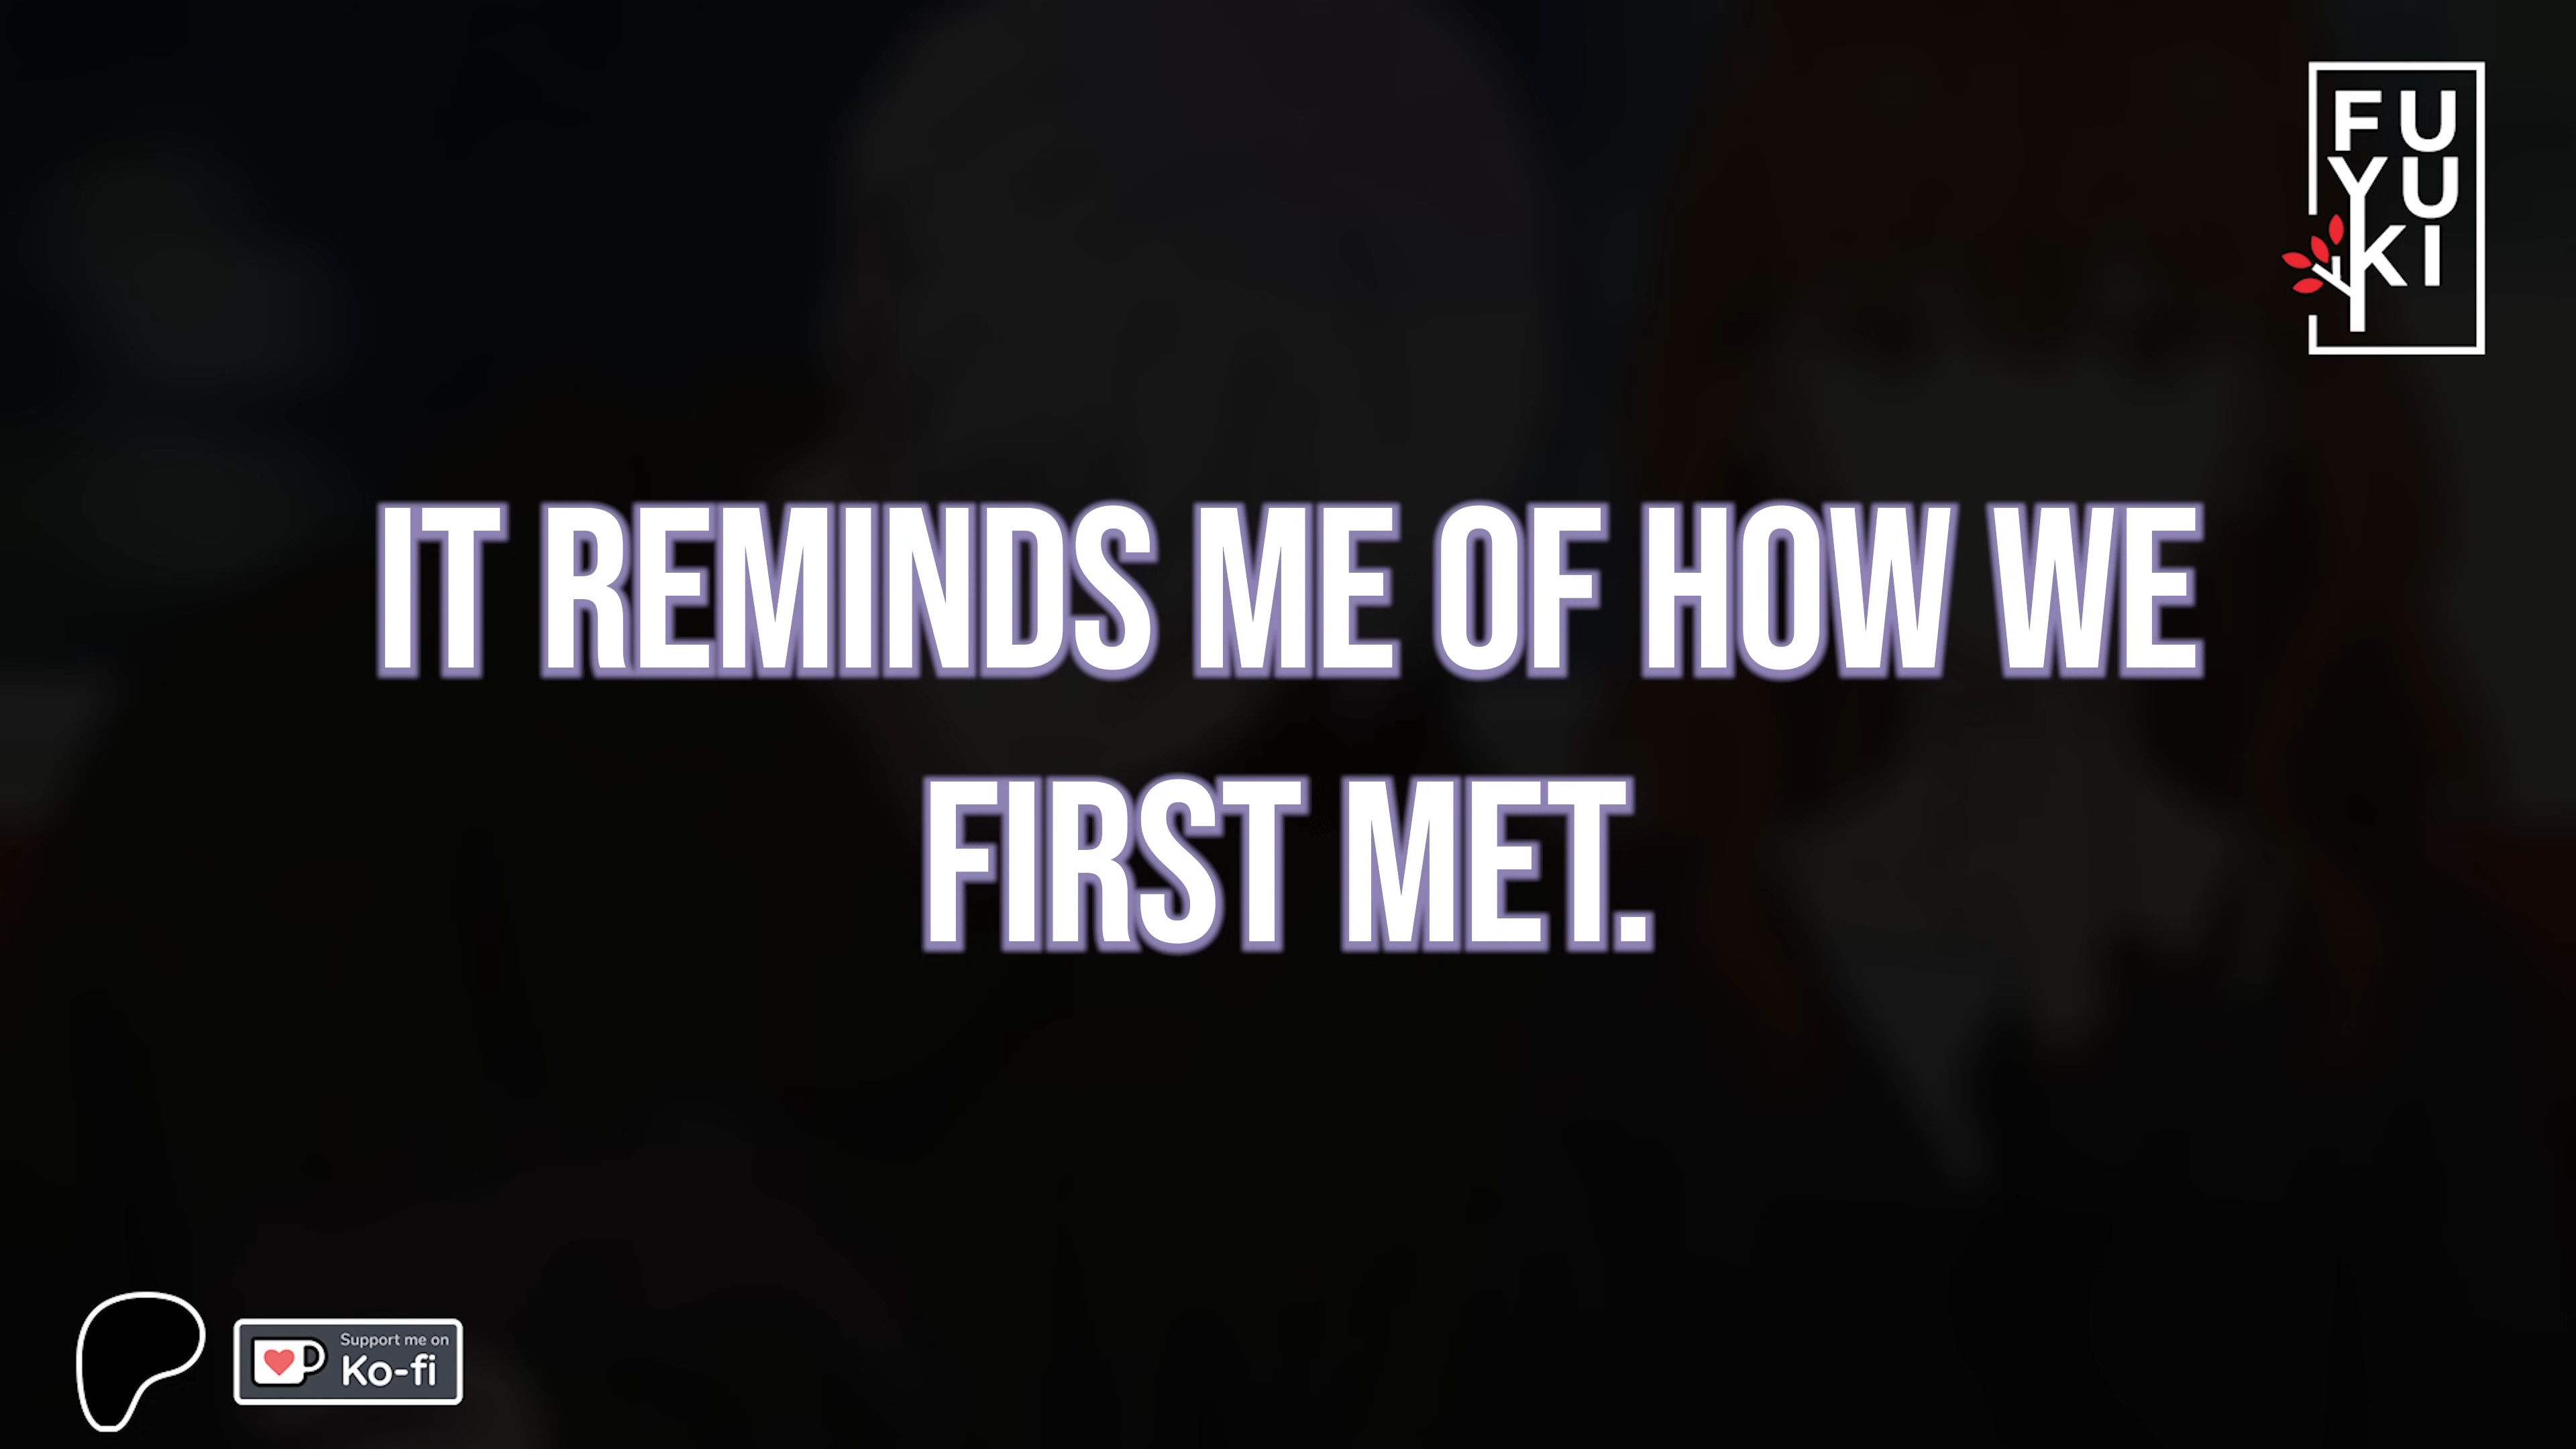 FU
YU
KI
IT REMINDS ME OF HOW WE
FIRST MET.
Support me on
Ko-fi